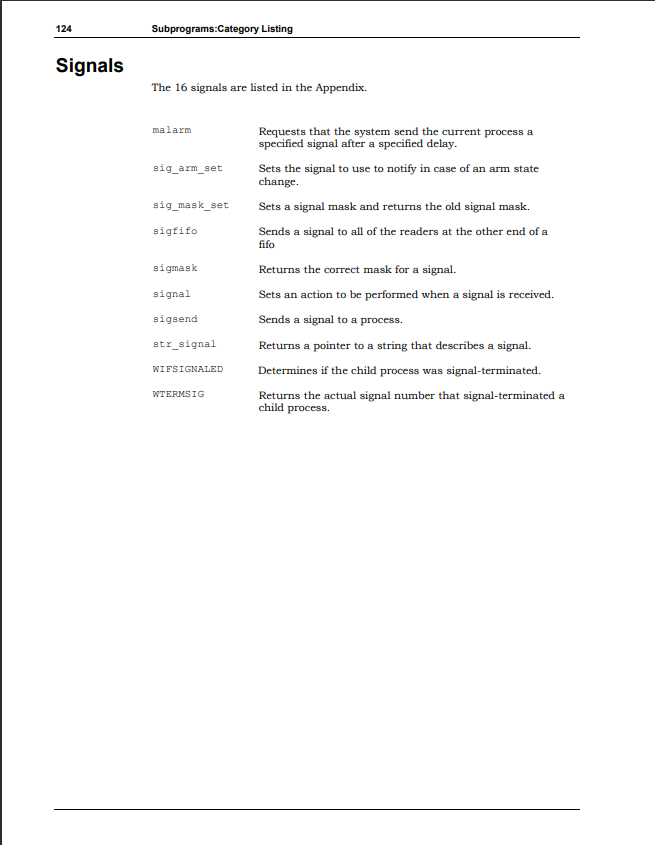 124 Subprograms:Category Listing
Signals
The 16 signals are listed in the Appendix.
malarm Requests that the system send the current process a
specified signal after a specified delay.
sig_arm_set Sets the signal to use to notify in case of an arm state
change.
sig_mask_set Sets a signal mask and returns the old signal mask.
sigfifo Sends a signal to all of the readers at the other end of a
fifo
sigmask Returns the correct mask for a signal.
signal Sets an action to be performed when a signal is received.
sigsend Sends a signal to a process.
str_signal Returns a pointer to a string that describes a signal.
WIFSIGNALED Determines if the child process was signal-terminated.
WTERMSIG Returns the actual signal number that signal-terminated a
child process.